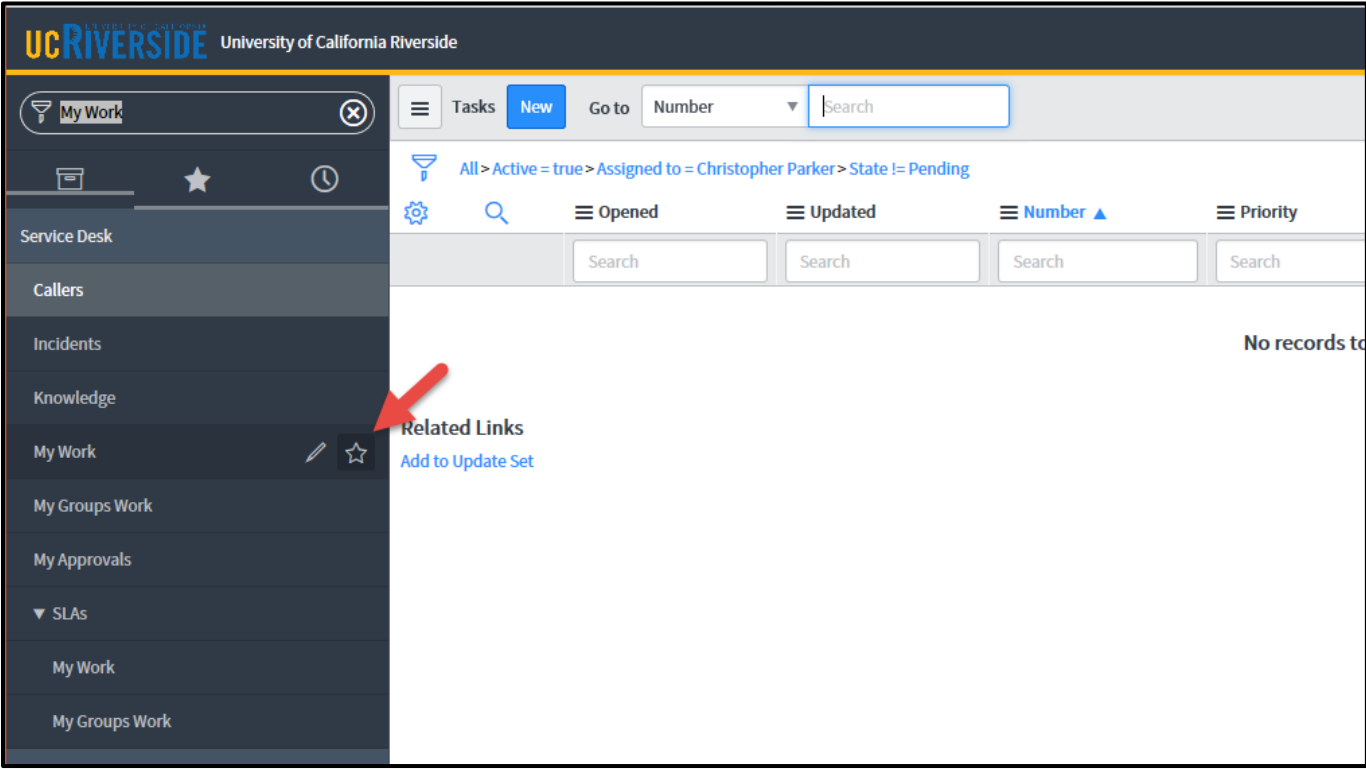 UNIVERSITY OF CALIFORNIA
UCRIVERSIDE University of California Riverside
My Work
Tasks New Go to Number Search
All > Active = true > Assigned to = Christopher Parker > State != Pending
Opened Updated Number Priority
Search Search Search Search
Service Desk
Callers
Incidents
Knowledge
My Work
My Groups Work
My Approvals
SLAs
My Work
My Groups Work
No records to
Related Links
Add to Update Set